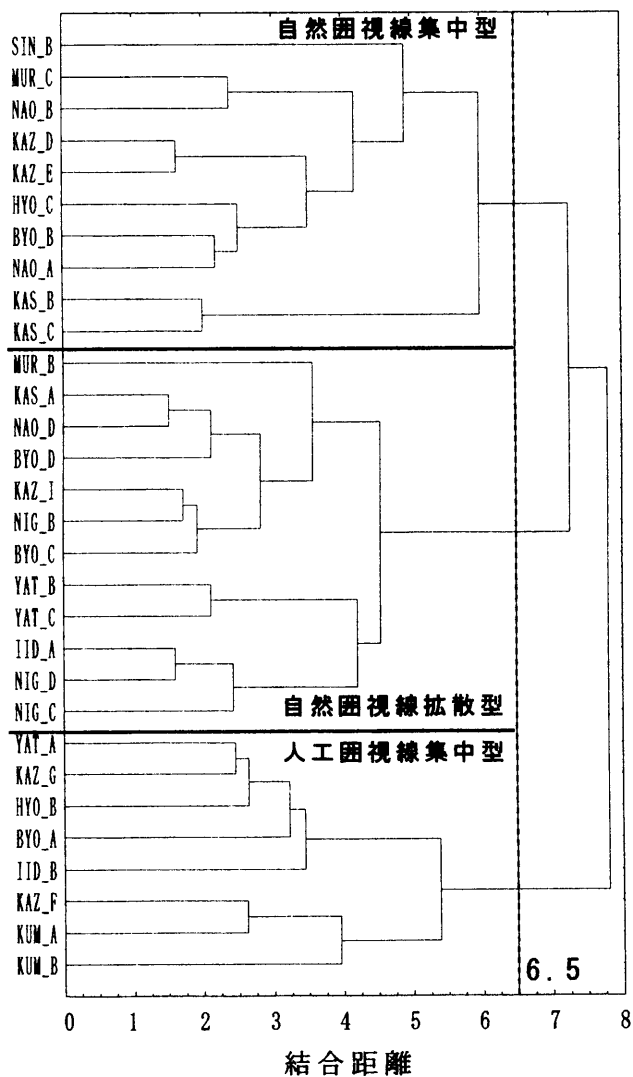 自然囲視線集中型
SIN_B
MUR_C
NAO_B
KAZ_D
KAZ_E
HYO_C
BYO_B
NAO_A
KAS_B
KAS_C
MUR_B
KAS_A
NAO_D
BYO_D
KAZ_I
NIG_B
BYO_C
YAT_B
YAT_C
IID_A
NIG_D
NIG_C
自然囲視線拡散型
人工囲視線集中型
YAT_A
KAZ_G
HYO_B
BYO_A
IID_B
KAZ_F
KUM_A
KUM_B
6.5
0 1 2 3 4 5 6 7 8
結合距離